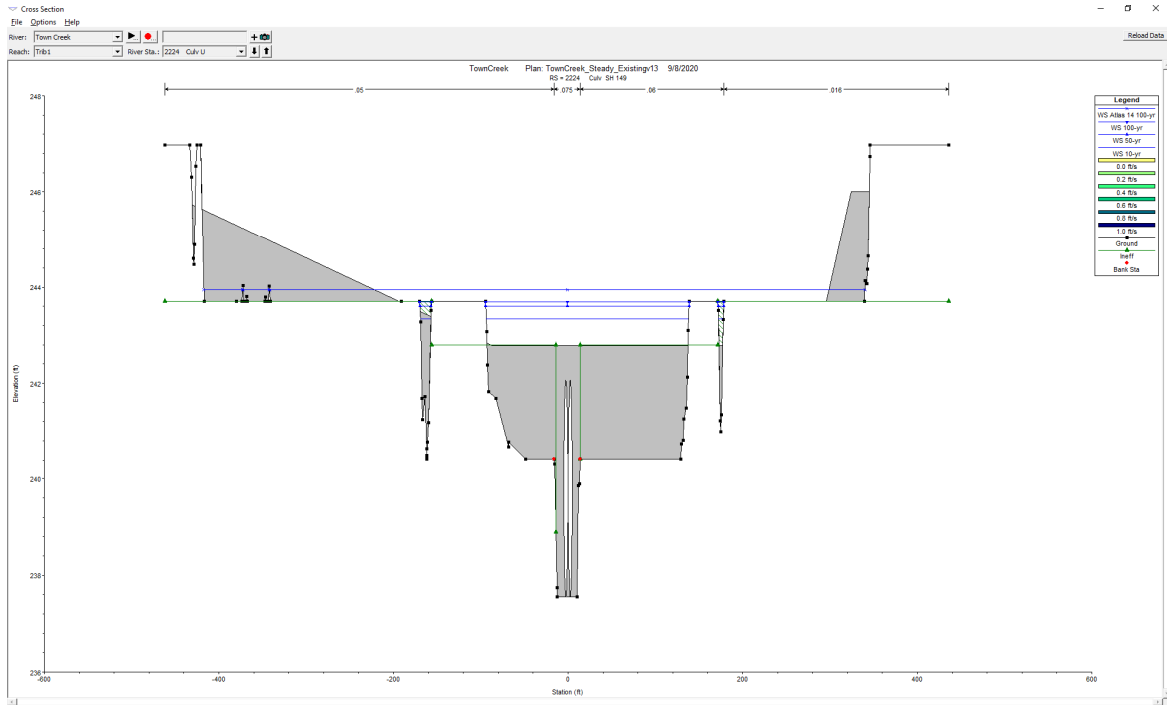 Cross Section
File Options Help
River: Town Creek
Reload Data
Reach: Trib1 River Sta.: 2224 Culv U
TownCreek Plan: TownCreek_Steady_Existingv13 9/8/2020
RS = 2224 Culv SH 149
.05 .075 .06 .016
Legend
WS Atlas 14 100-yr
WS 100-yr
WS 50-yr
WS 10-yr
0.0 ft/s
0.2 ft/s
0.4 ft/s
0.6 ft/s
0.8 ft/s
1.0 ft/s
Ground
Ineff
Bank Sta
248
246
244
242
240
238
236
Elevation (ft)
-600 -400 -200 0 200 400 600
Station (ft)